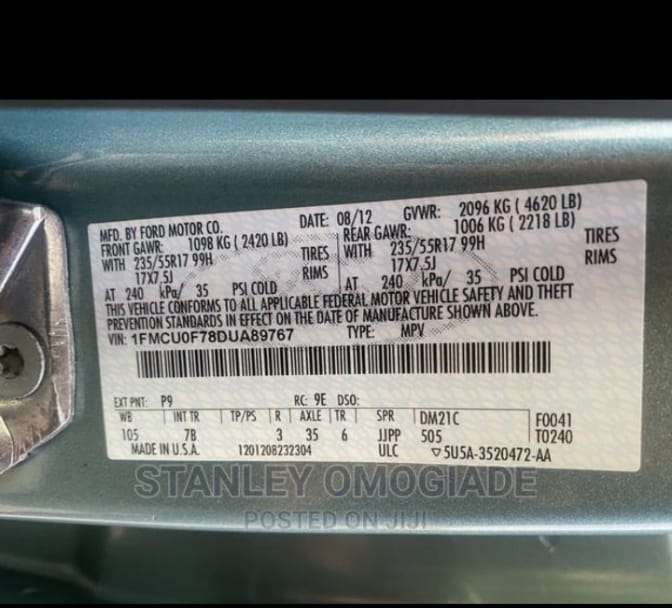 MFD. BY FORD MOTOR CO. DATE: 08/12 GVWR: 2096 KG ( 4620 LB)
FRONT GAWR: 1098 KG ( 2420 LB) REAR GAWR: 1006 KG ( 2218 LB)
WITH 235/55R17 99H TIRES WITH 235/55R17 99H TIRES
17X7.5J RIMS 17X7.5J RIMS
AT 240 kPa/ 35 PSI COLD AT 240 kPa/ 35 PSI COLD
THIS VEHICLE CONFORMS TO ALL APPLICABLE FEDERAL MOTOR VEHICLE SAFETY AND THEFT
PREVENTION STANDARDS IN EFFECT ON THE DATE OF MANUFACTURE SHOWN ABOVE.
VIN: 1FMCU0F78DUA89767 TYPE: MPV
EXT PNT: P9 RC: 9E DSO:
WB INT TR TP/PS R AXLE TR SPR DM21C F0041
105 7B 3 35 6 JJPP 505 T0240
MADE IN U.S.A. 1201208232304 ULC ▽5U5A-3520472-AA
STANLEY OMOGIADE
POSTED ON JIJI